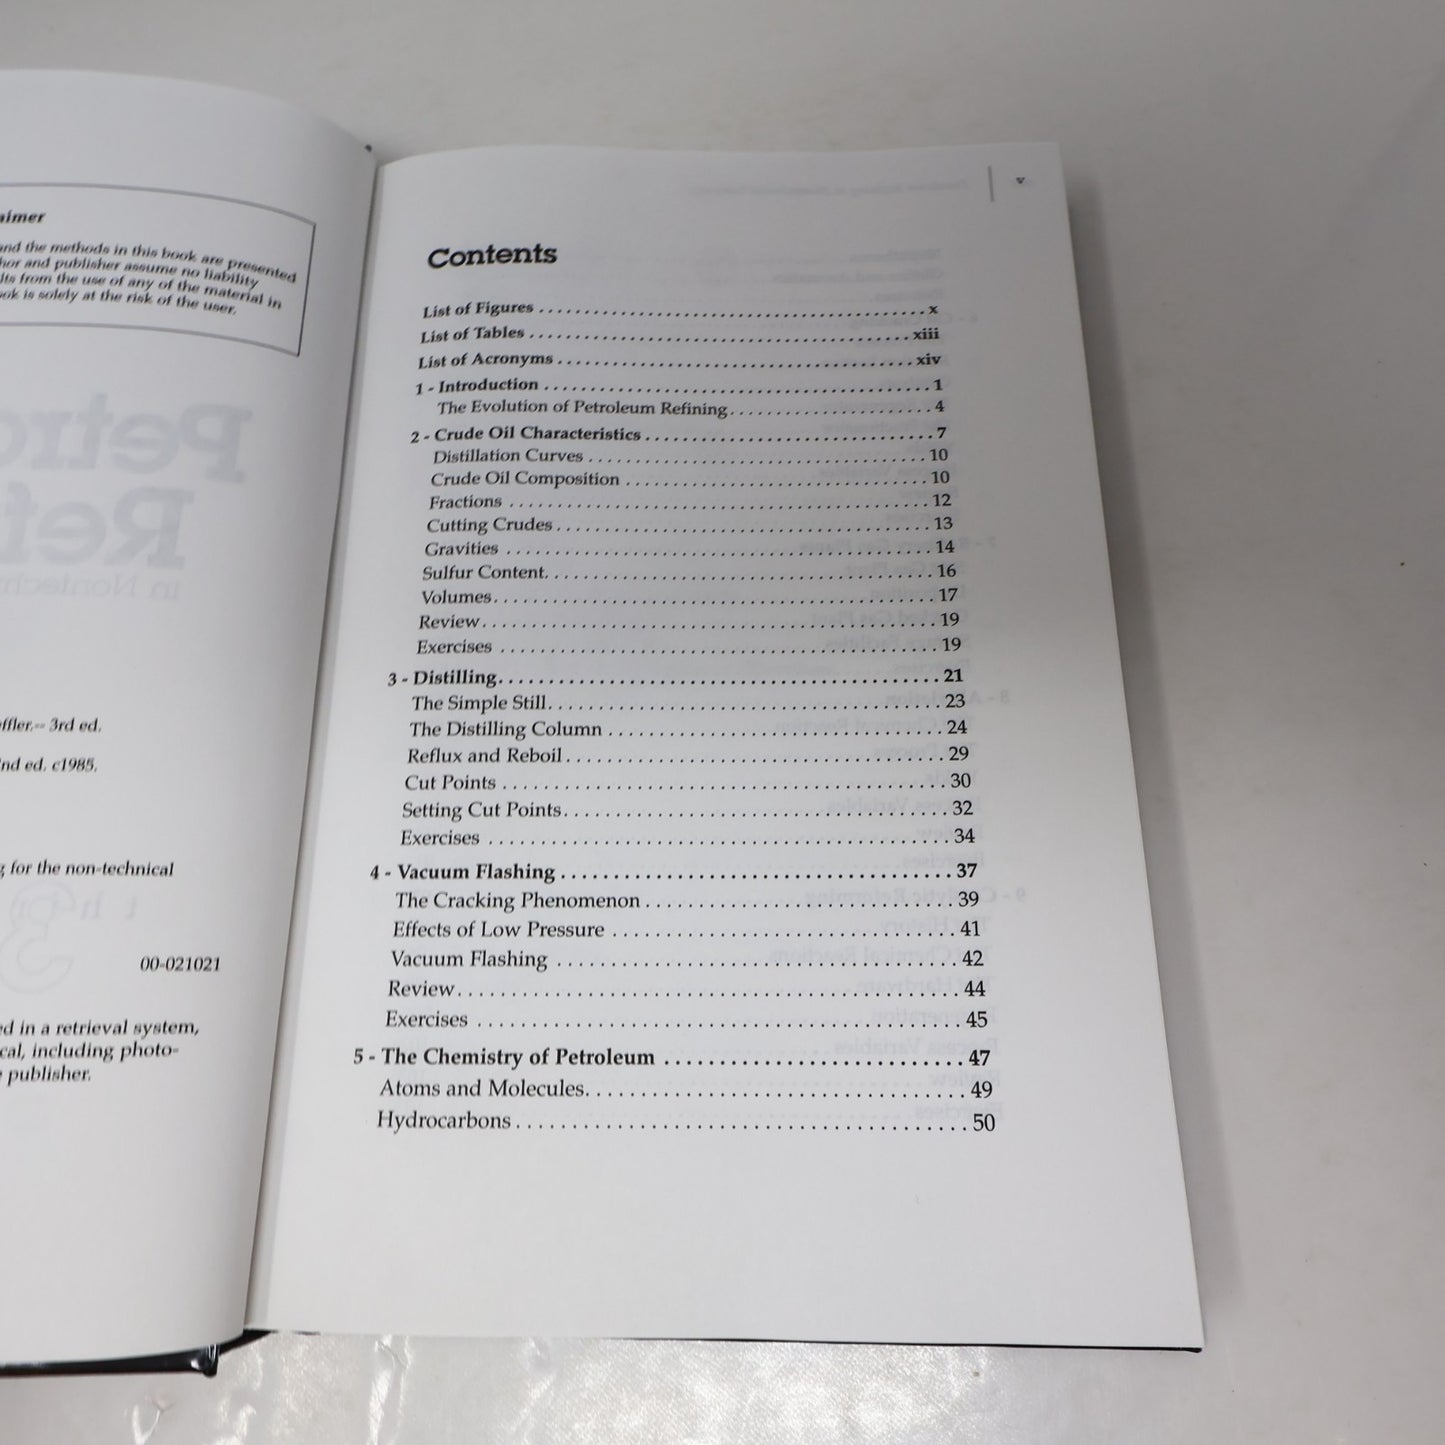 aimer
and the methods in this book are presented
hor and publisher assume no liability
lts from the use of any of the material in
ok is solely at the risk of the user.
effler.-- 3rd ed.
2nd ed. c1985.
g for the non-technical
00-021021
ed in a retrieval system,
cal, including photo-
e publisher.
v
Contents
List of Figures . . . . . . . . . . x
List of Tables . . . . . . . . . . xiii
List of Acronyms . . . . . . . . . . xiv
1 - Introduction . . . . . . . . . . 1
The Evolution of Petroleum Refining . . . . . . . . . . 4
2 - Crude Oil Characteristics . . . . . . . . . . 7
Distillation Curves . . . . . . . . . . 10
Crude Oil Composition . . . . . . . . . . 10
Fractions . . . . . . . . . . 12
Cutting Crudes . . . . . . . . . . 13
Gravities . . . . . . . . . . 14
Sulfur Content . . . . . . . . . . 16
Volumes . . . . . . . . . . 17
Review . . . . . . . . . . 19
Exercises . . . . . . . . . . 19
3 - Distilling . . . . . . . . . . 21
The Simple Still . . . . . . . . . . 23
The Distilling Column . . . . . . . . . . 24
Reflux and Reboil . . . . . . . . . . 29
Cut Points . . . . . . . . . . 30
Setting Cut Points . . . . . . . . . . 32
Exercises . . . . . . . . . . 34
4 - Vacuum Flashing . . . . . . . . . . 37
The Cracking Phenomenon . . . . . . . . . . 39
Effects of Low Pressure . . . . . . . . . . 41
Vacuum Flashing . . . . . . . . . . 42
Review . . . . . . . . . . 44
Exercises . . . . . . . . . . 45
5 - The Chemistry of Petroleum . . . . . . . . . . 47
Atoms and Molecules . . . . . . . . . . 49
Hydrocarbons . . . . . . . . . . 50